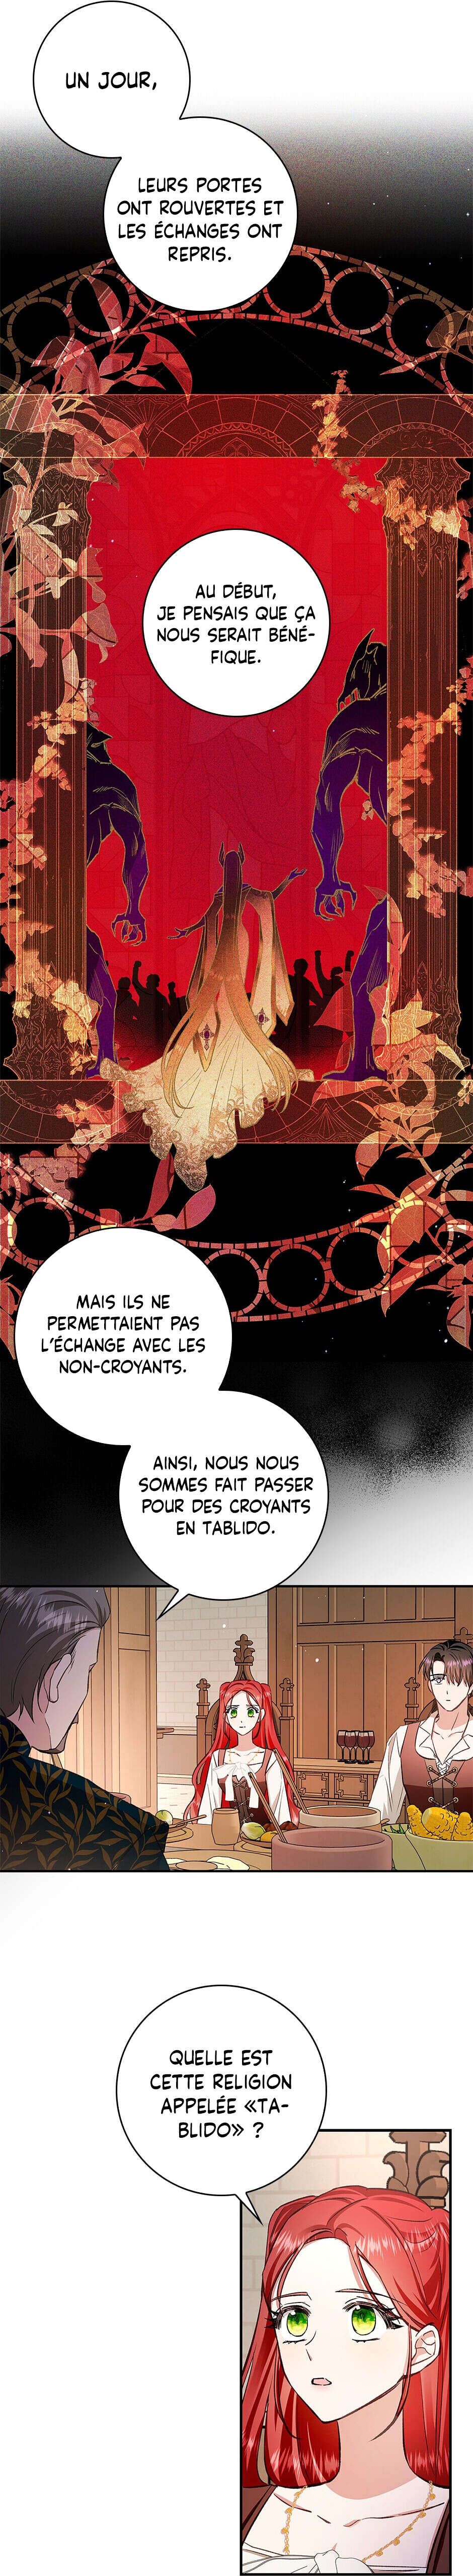 UN JOUR,
LEURS PORTES
ONT ROUVERTES ET
LES ÉCHANGES ONT
REPRIS.
AU DÉBUT,
JE PENSAIS QUE ÇA
NOUS SERAIT BÉNÉ-
FIQUE.
MAIS ILS NE
PERMETTAIENT PAS
L'ÉCHANGE AVEC LES
NON-CROYANTS.
AINSI, NOUS NOUS
SOMMES FAIT PASSER
POUR DES CROYANTS
EN TABLIDO.
QUELLE EST
CETTE RELIGION
APPELÉE «TA-
BLIDO» ?